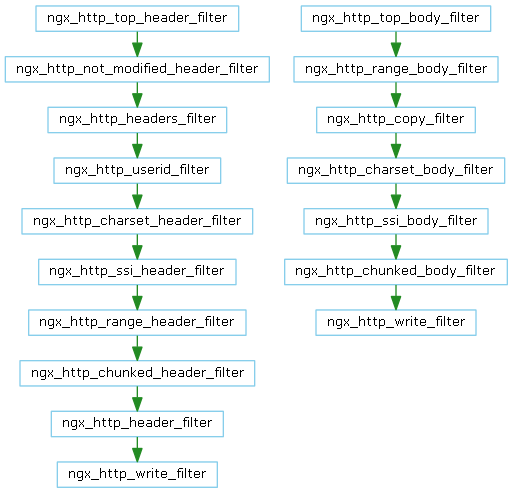 ngx_http_top_header_filter
ngx_http_not_modified_header_filter
ngx_http_headers_filter
ngx_http_userid_filter
ngx_http_charset_header_filter
ngx_http_ssi_header_filter
ngx_http_range_header_filter
ngx_http_chunked_header_filter
ngx_http_header_filter
ngx_http_write_filter
ngx_http_top_body_filter
ngx_http_range_body_filter
ngx_http_copy_filter
ngx_http_charset_body_filter
ngx_http_ssi_body_filter
ngx_http_chunked_body_filter
ngx_http_write_filter